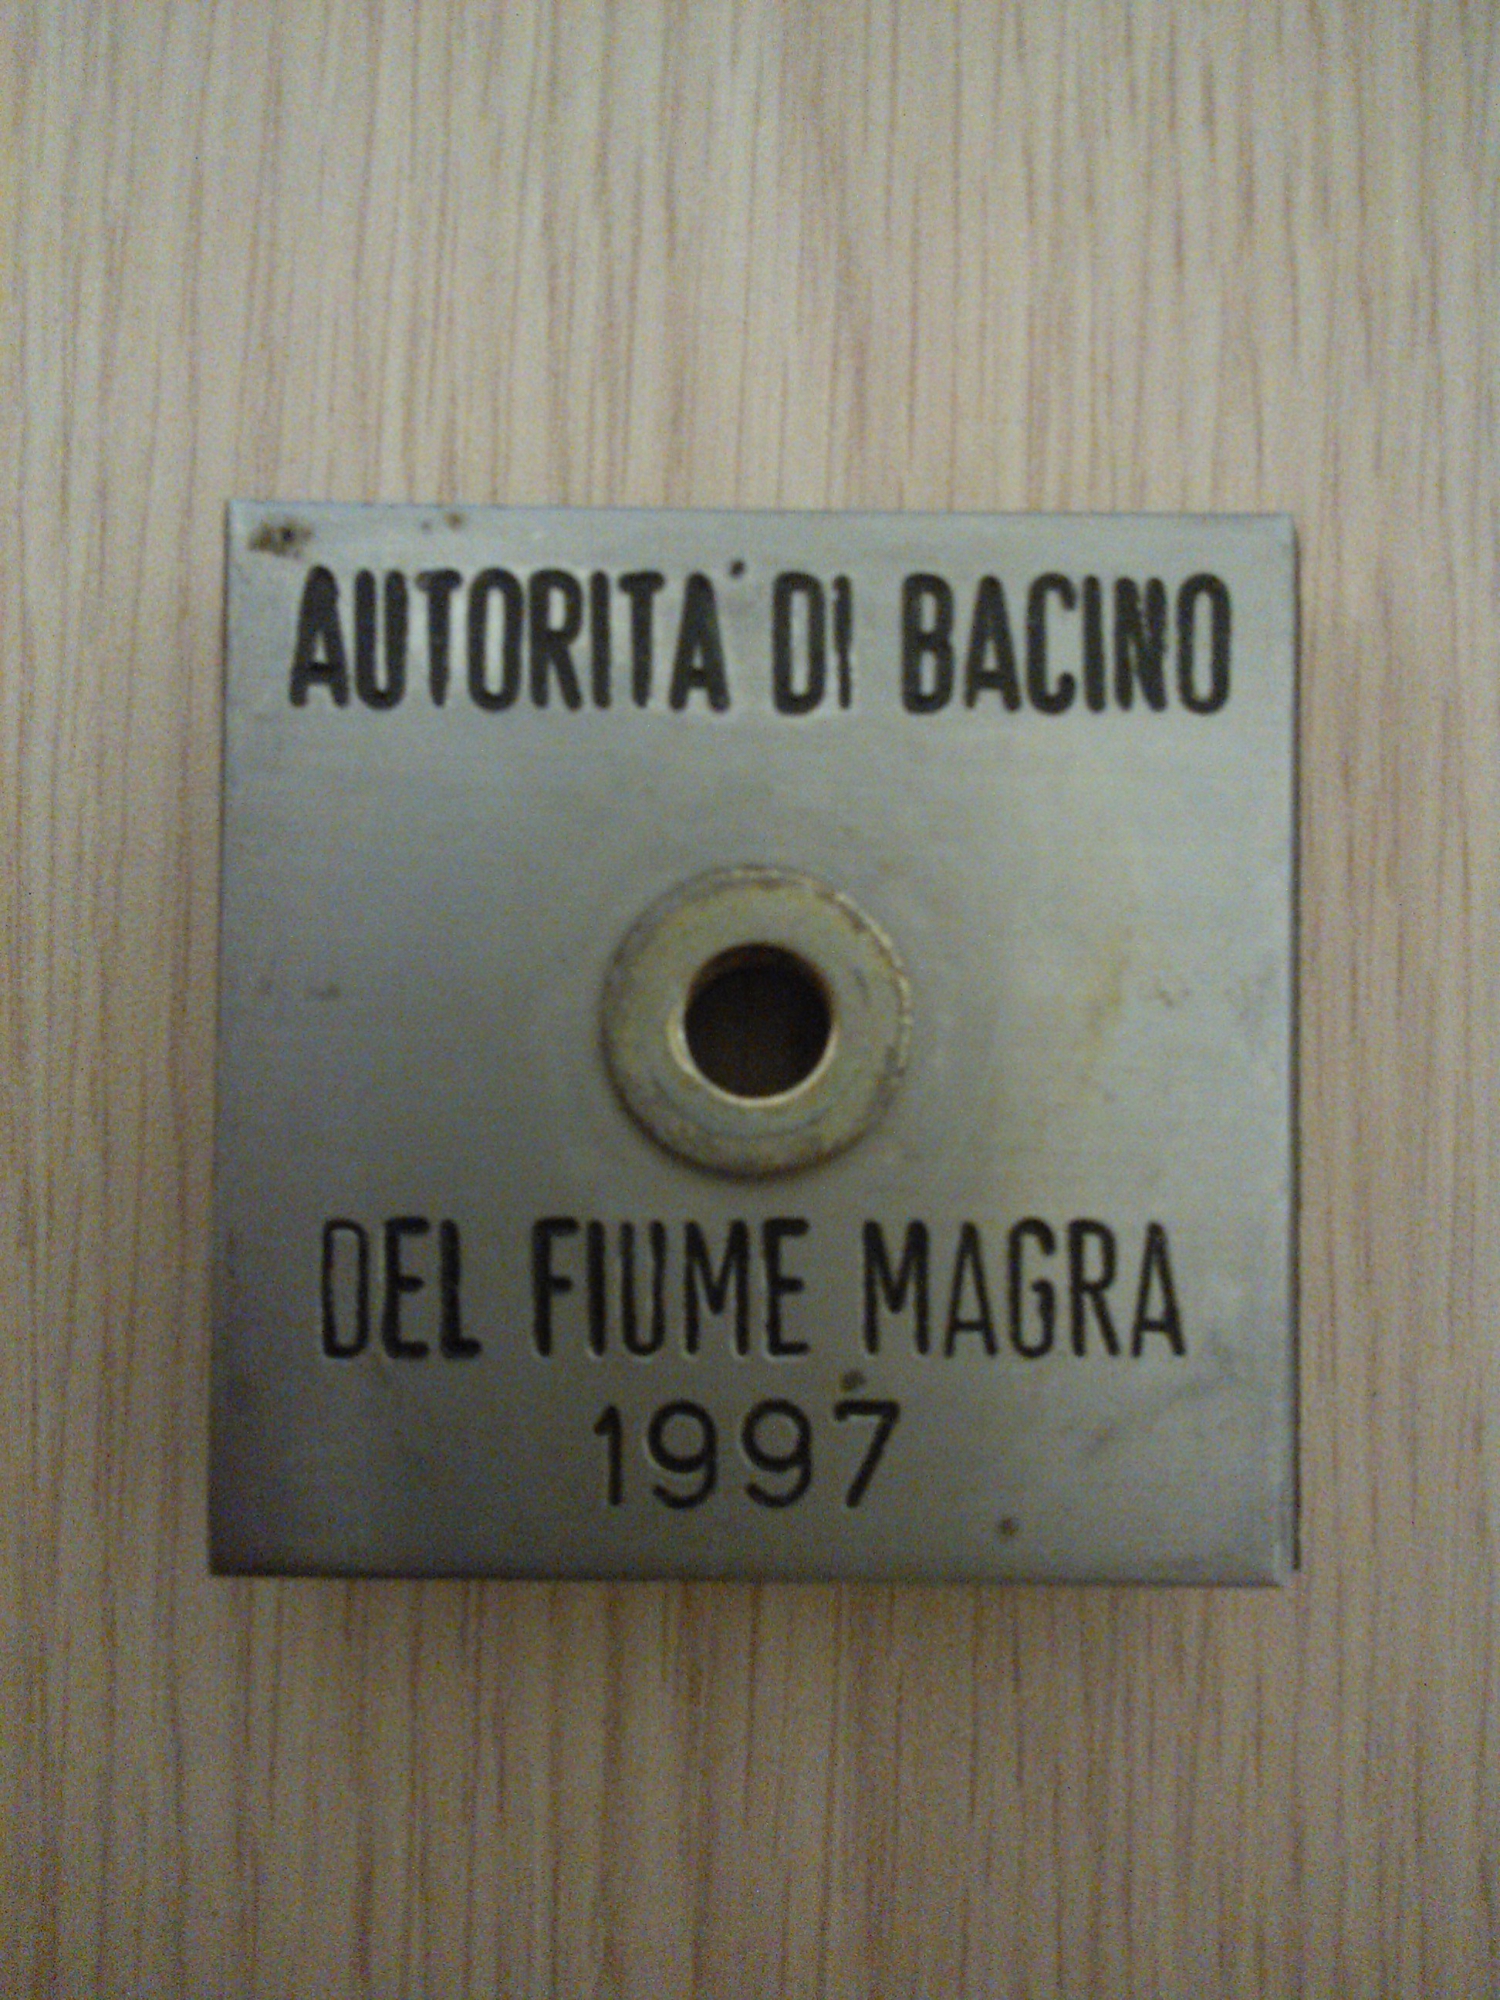 AUTORITA' DI BACINO
DEL FIUME MAGRA
1997